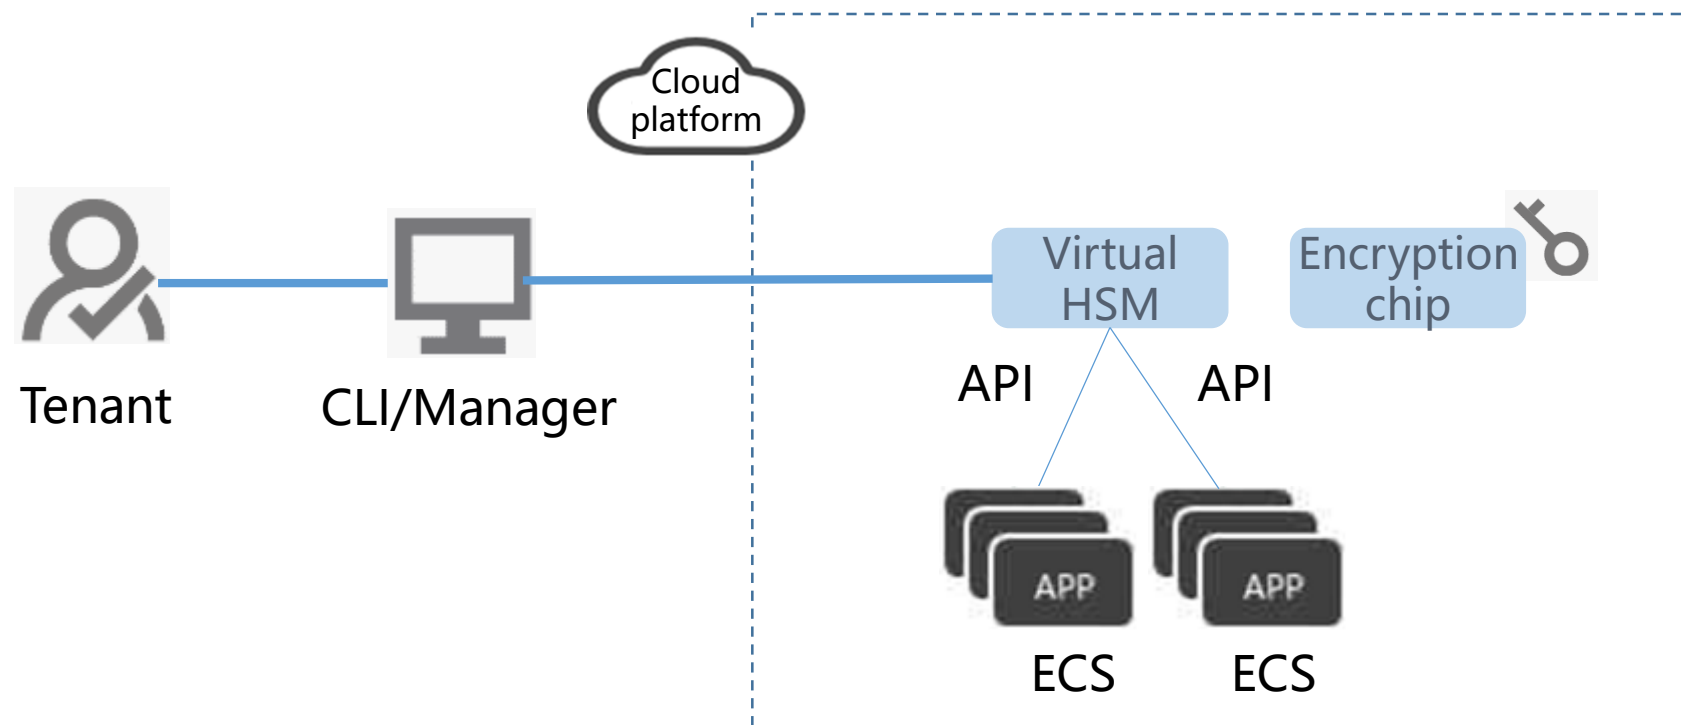 Cloud
platform
Virtual
HSM
Encryption
chip
Tenant
CLI/Manager
API
API
APP
APP
ECS
ECS